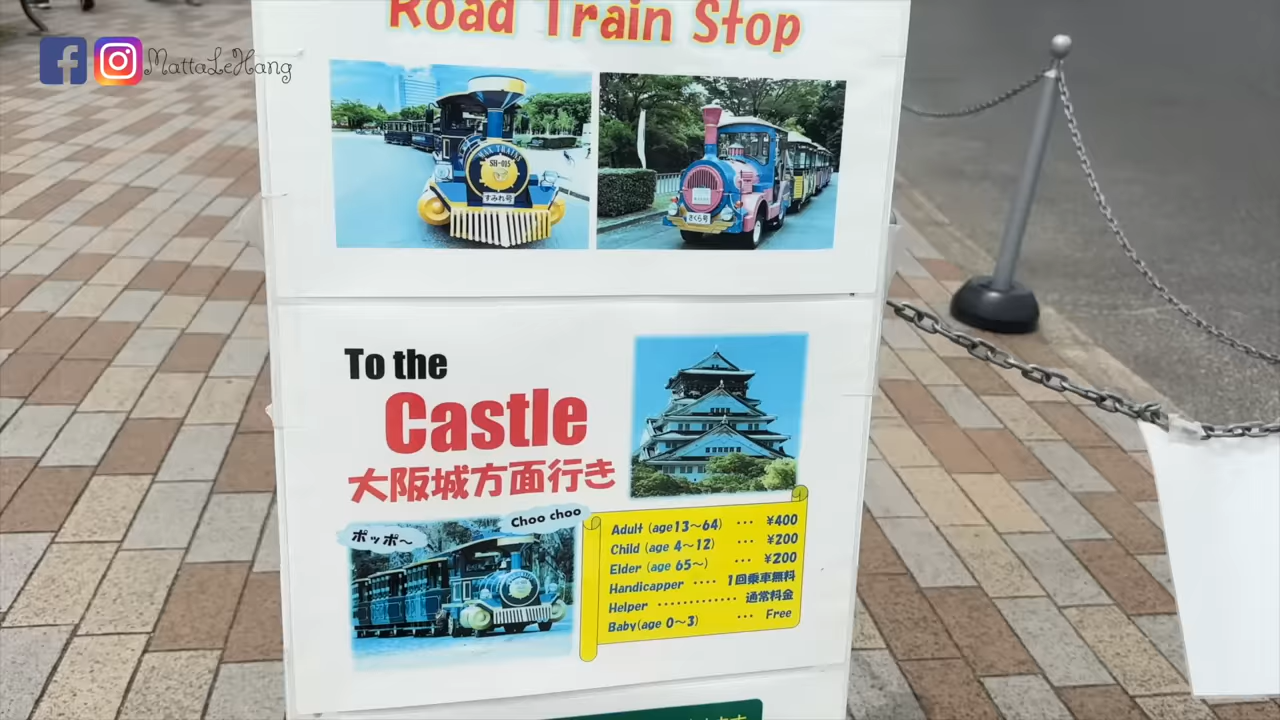 MattaLeHang
Road Train Stop
SH-015
すみれ号
さくら号
To the
Castle
大阪城方面行き
Choo choo
ポッポ〜
Adult (age13〜64) ··· ¥400
Child (age 4〜12) ··· ¥200
Elder (age 65〜) ··· ¥200
Handicapper ···· 1回乗車無料
Helper ············· 通常料金
Baby(age 0〜3) ··· Free